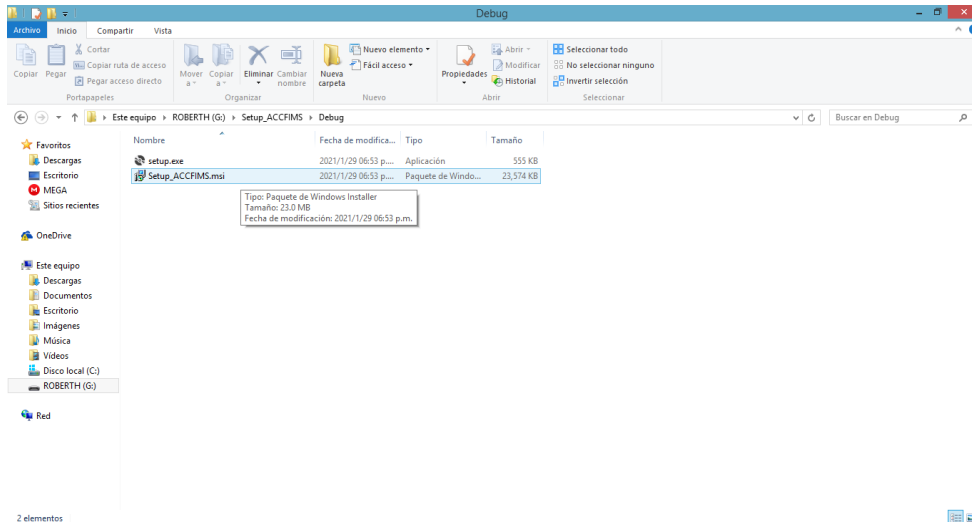 Debug
Archivo Inicio Compartir Vista
Copiar
Pegar
Cortar
Copiar ruta de acceso
Pegar acceso directo
Portapapeles
Mover a
Copiar a
Eliminar
Cambiar nombre
Organizar
Nueva carpeta
Nuevo elemento
Fácil acceso
Nuevo
Propiedades
Abrir
Modificar
Historial
Abrir
Seleccionar todo
No seleccionar ninguno
Invertir selección
Seleccionar
Este equipo ROBERTH (G:) Setup_ACCFIMS Debug
Buscar en Debug
Favoritos
Descargas
Escritorio
MEGA
Sitios recientes
OneDrive
Este equipo
Descargas
Documentos
Escritorio
Imágenes
Música
Vídeos
Disco local (C:)
ROBERTH (G:)
Red
Nombre Fecha de modifica... Tipo Tamaño
setup.exe 2021/1/29 06:53 p.... Aplicación 555 KB
Setup_ACCFIMS.msi 2021/1/29 06:53 p.... Paquete de Windo... 23,574 KB
Tipo: Paquete de Windows Installer
Tamaño: 23.0 MB
Fecha de modificación: 2021/1/29 06:53 p.m.
2 elementos